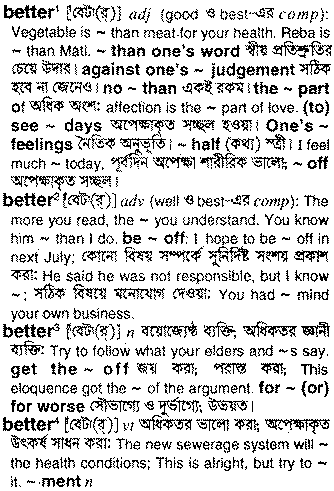 better¹ [বেটা(র্)] adj (good ও best-এর comp):
Vegetable is ~ than meat for your health. Reba is
~ than Mati. ~ than one's word স্বীয় প্রতিশ্রুতির
চেয়ে উদার। against one's ~ judgement সঠিক
হবে না জেনেও। no ~ than একই রকম। the ~ part
of অধিক অংশ: affection is the ~ part of love. (to)
see ~ days অপেক্ষাকৃত সচ্ছল হওয়া। One's ~
feelings নৈতিক অনুভূতি। ~ half (কথ্য) স্ত্রী। I feel
much ~ today, পূর্বদিন অপেক্ষা শারীরিক ভালো; ~ off
অপেক্ষাকৃত সচ্ছল।
better² [বেটা(র্)] adv (well ও best-এর comp): The
more you read, the ~ you understand. You know
him ~ than I do. be ~ off: I hope to be ~ off in
next July; কোনো বিষয় সম্পর্কে সুনির্দিষ্ট সংশয় প্রকাশ
করা: He said he was not responsible, but I know
~; সঠিক বিষয়ে মনোযোগ দেওয়া: You had ~ mind
your own business.
better³ [বেটা(র্)] n বয়োজ্যেষ্ঠ ব্যক্তি; অধিকতর জ্ঞানী
ব্যক্তি: Try to follow what your elders and ~s say.
get the ~ off জয় করা; পরাস্ত করা; This
eloquence got the ~ of the argument. for ~ (or)
for worse সৌভাগ্যে ও দুর্ভাগ্যে; উভয়ত।
better⁴ [বেটা(র্)] vt অধিকতর ভালো করা; অপেক্ষাকৃত
উৎকর্ষ সাধন করা: The new sewerage system will ~
the health conditions; This is alright, but try to ~
it. ~ment n